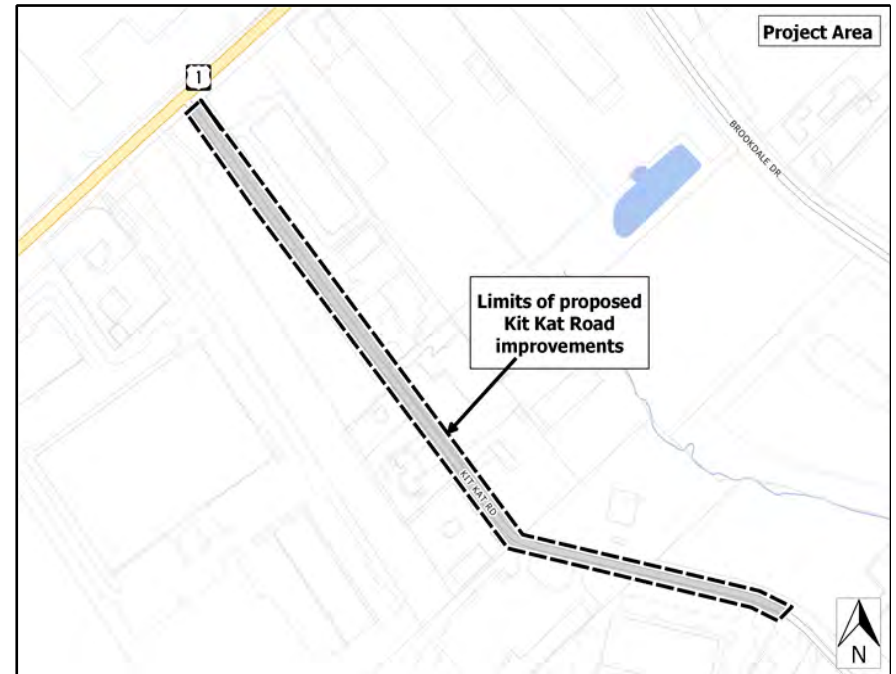 Project Area
1
BROOKDALE DR
Limits of proposed
Kit Kat Road
improvements
KIT KAT RD
N